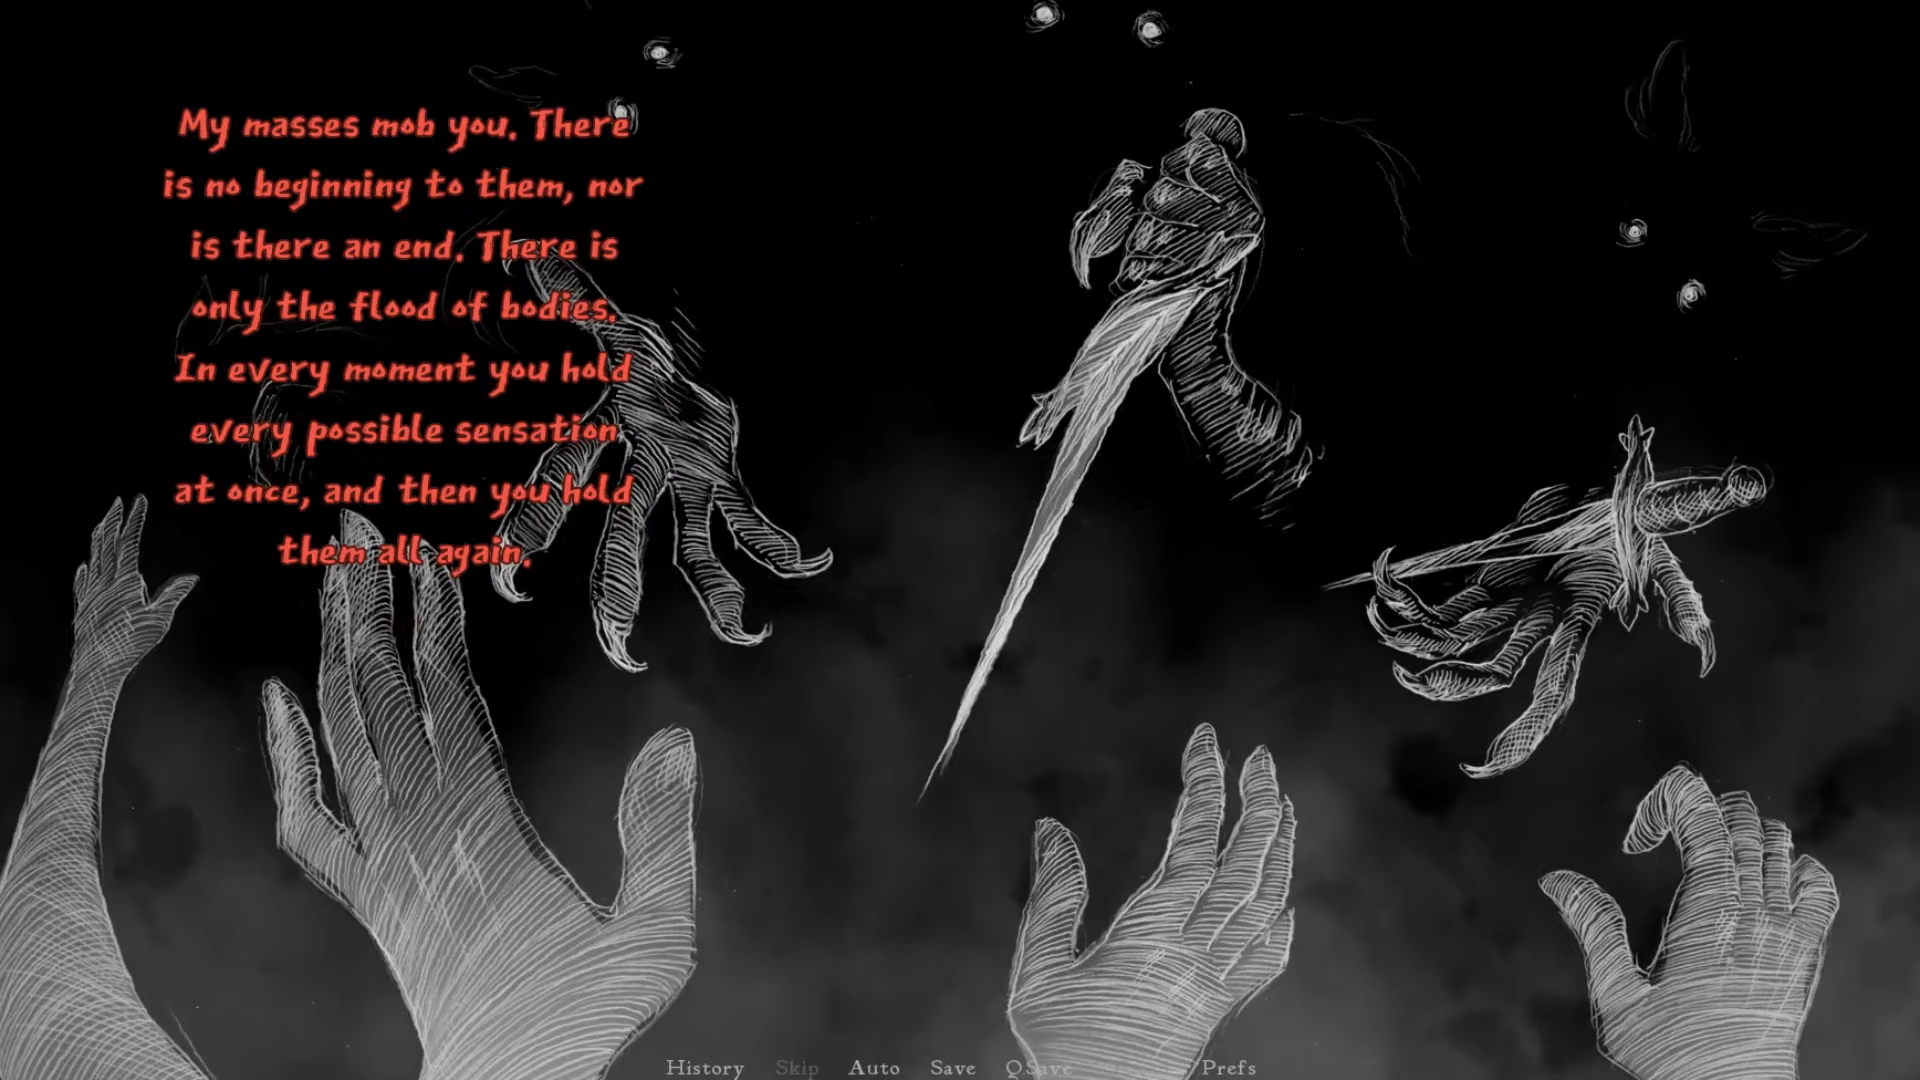 My masses mob you. There
is no beginning to them, nor
is there an end. There is
only the flood of bodies.
In every moment you hold
every possible sensation
at once, and then you hold
them all again.
History Skip Auto Save QSave Prefs